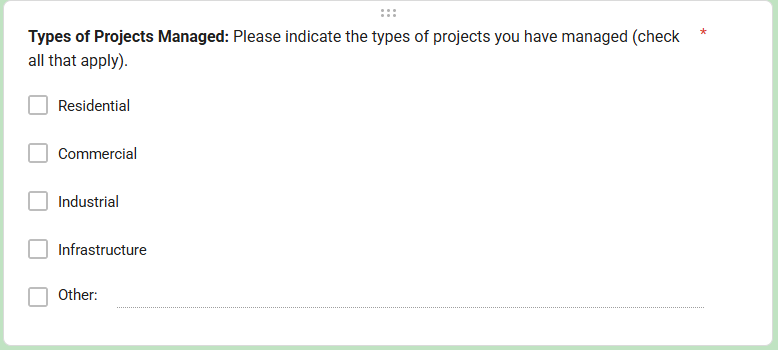 Types of Projects Managed: Please indicate the types of projects you have managed (check *
all that apply).
Residential
Commercial
Industrial
Infrastructure
Other: